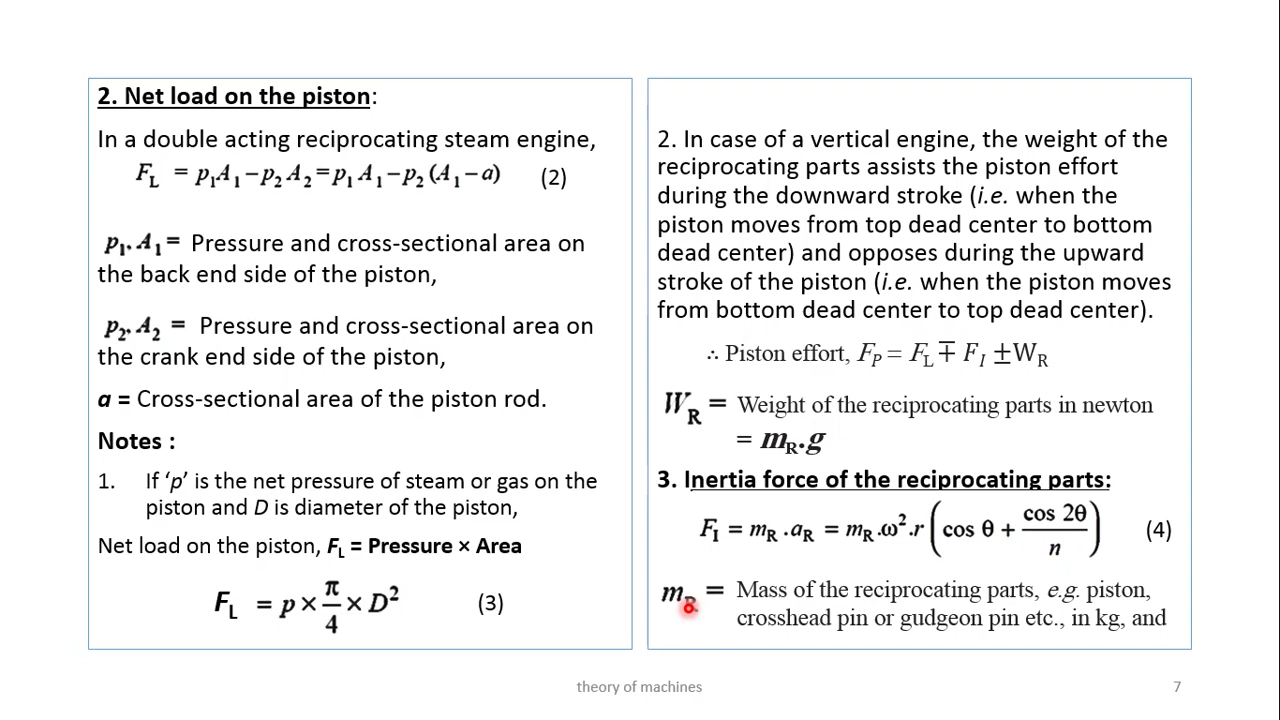 2. Net load on the piston:
In a double acting reciprocating steam engine,
F_L = p₁A₁ − p₂ A₂ = p₁ A₁ − p₂ (A₁ − a) (2)
p₁. A₁ = Pressure and cross-sectional area on
the back end side of the piston,
p₂. A₂ = Pressure and cross-sectional area on
the crank end side of the piston,
a = Cross-sectional area of the piston rod.
Notes :
1. If ‘p’ is the net pressure of steam or gas on the
piston and D is diameter of the piston,
Net load on the piston, F_L = Pressure × Area
F_L = p × π/4 × D² (3)
2. In case of a vertical engine, the weight of the
reciprocating parts assists the piston effort
during the downward stroke (i.e. when the
piston moves from top dead center to bottom
dead center) and opposes during the upward
stroke of the piston (i.e. when the piston moves
from bottom dead center to top dead center).
∴ Piston effort, F_P = F_L ∓ F_I ± W_R
W_R = Weight of the reciprocating parts in newton
= m_R.g
3. Inertia force of the reciprocating parts:
F_I = m_R .a_R = m_R .ω².r (cos θ + cos 2θ/n) (4)
m_R = Mass of the reciprocating parts, e.g. piston,
crosshead pin or gudgeon pin etc., in kg, and
theory of machines
7